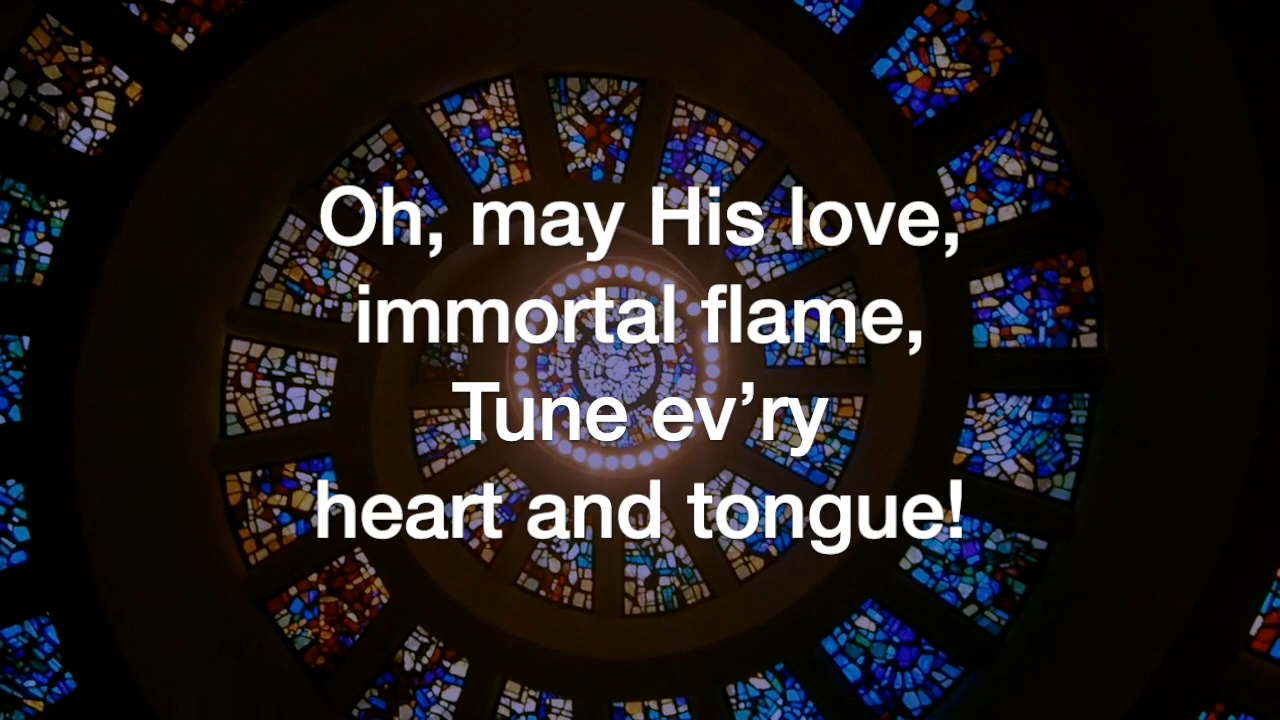 Oh, may His love,
immortal flame,
Tune ev’ry
heart and tongue!